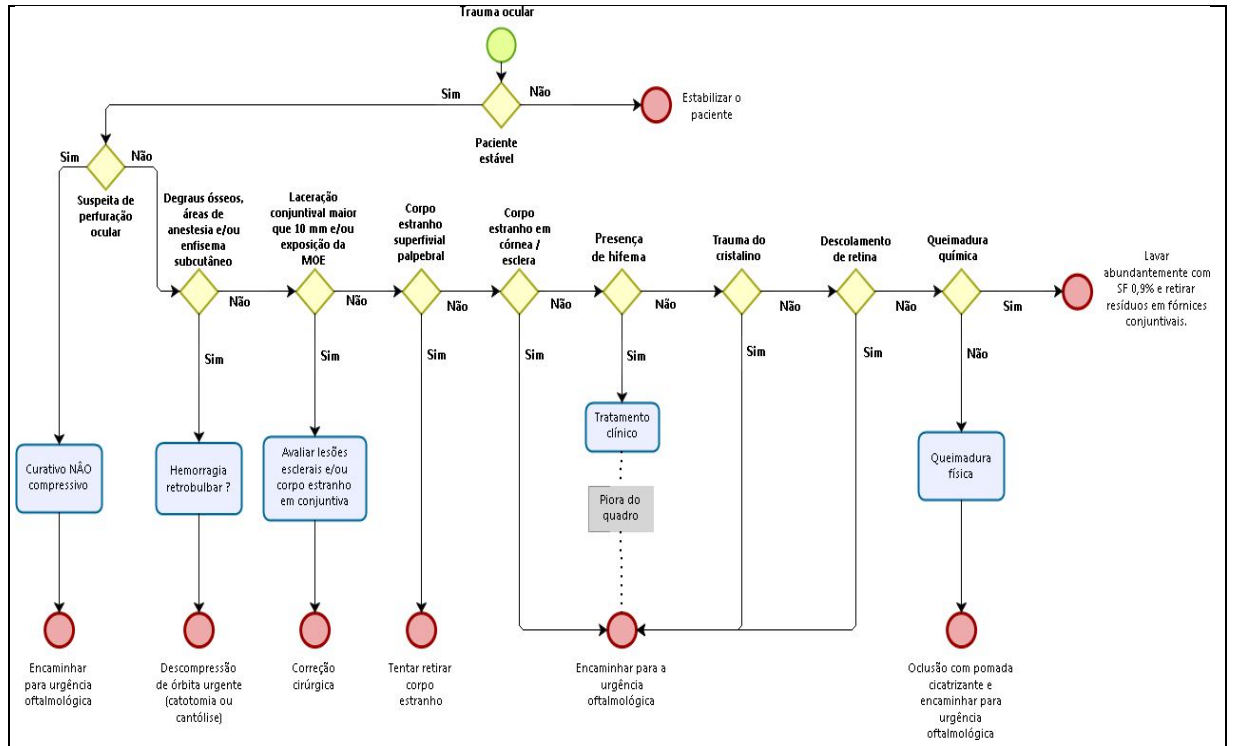 Trauma ocular
Sim
Não
Estabilizar o
paciente
Paciente
estável
Sim
Não
Suspeita de
perfuração
ocular
Degraus ósseos,
áreas de
anestesia e/ou
enfisema
subcutâneo
Laceração
conjuntival maior
que 10 mm e/ou
exposição da
MOE
Corpo
estranho
superfivial
palpebral
Corpo
estranho em
córnea /
esclera
Presença
de hifema
Trauma do
cristalino
Descolamento
de retina
Queimadura
química
Lavar
abundantemente com
SF 0,9% e retirar
resíduos em fórnices
conjuntivais.
Não
Não
Não
Não
Não
Não
Não
Sim
Sim
Sim
Sim
Sim
Sim
Sim
Não
Curativo NÂO
compressivo
Hemorragia
retrobulbar ?
Avaliar lesões
esclerais e/ou
corpo estranho
em conjuntiva
Tratamento
clínico
Piora do
quadro
Queimadura
física
Encaminhar
para urgência
oftalmológica
Descompressão
de órbita urgente
(catotomia ou
cantólise)
Correção
cirúrgica
Tentar retirar
corpo
estranho
Encaminhar para a
urgência
oftalmológica
Oclusão com pomada
cicatrizante e
encaminhar para
urgência
oftalmológica